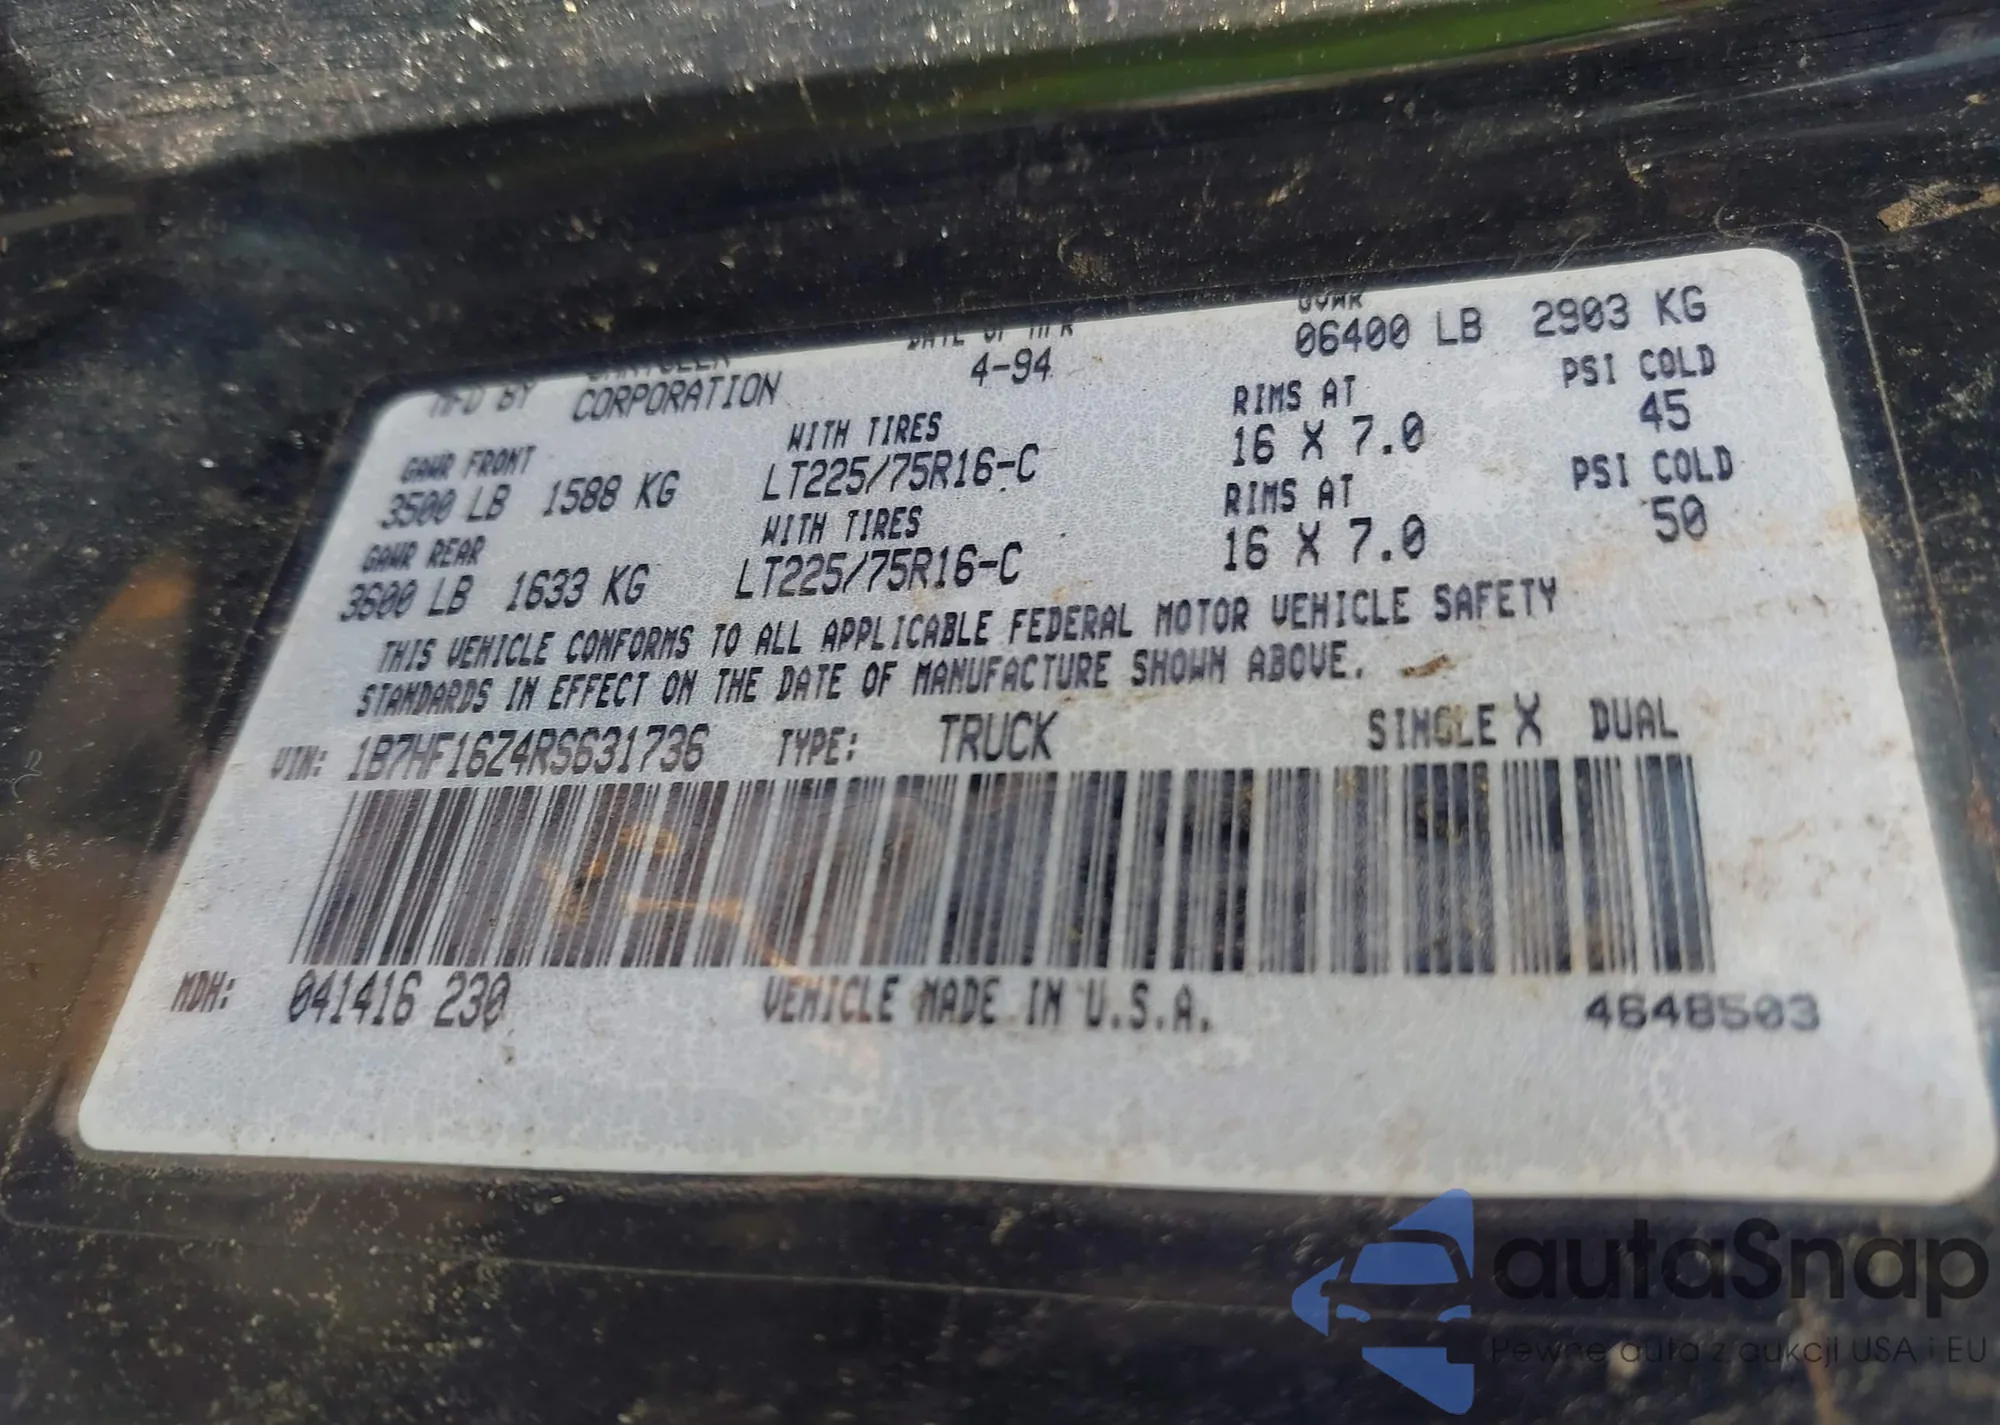 MFD BY CHRYSLER CORPORATION DATE OF MFR 4-94 GVWR 06400 LB 2903 KG
GAWR FRONT WITH TIRES RIMS AT PSI COLD
3500 LB 1588 KG LT225/75R16-C 16 X 7.0 45
GAWR REAR WITH TIRES RIMS AT PSI COLD
3600 LB 1633 KG LT225/75R16-C 16 X 7.0 50
THIS VEHICLE CONFORMS TO ALL APPLICABLE FEDERAL MOTOR VEHICLE SAFETY
STANDARDS IN EFFECT ON THE DATE OF MANUFACTURE SHOWN ABOVE.
VIN: 1B7HF16Z4RS631736 TYPE: TRUCK SINGLE X DUAL
MDH: 041416 230 VEHICLE MADE IN U.S.A. 4648503
autaSnap
Pewne auta z aukcji USA i EU